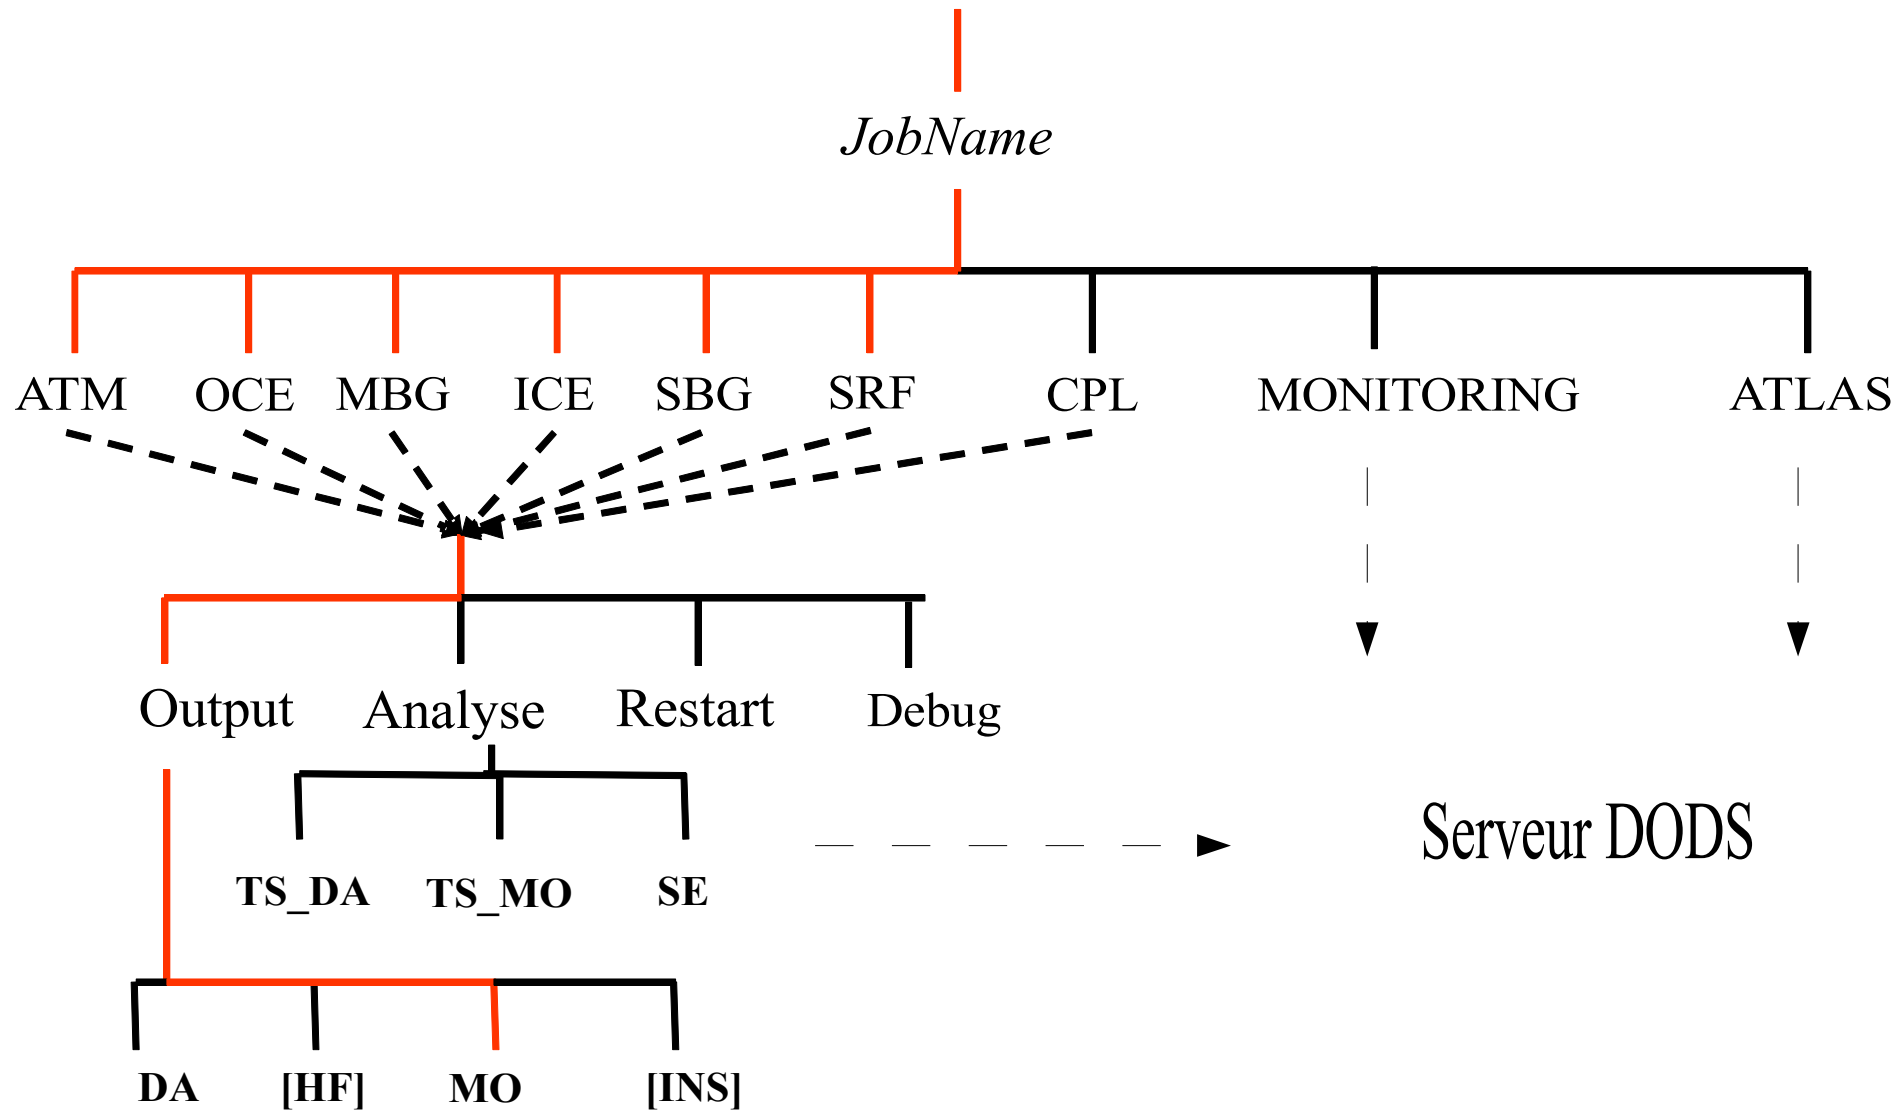 JobName
ATM OCE MBG ICE SBG SRF CPL MONITORING ATLAS
Output Analyse Restart Debug
Serveur DODS
TS_DA TS_MO SE
DA [HF] MO [INS]